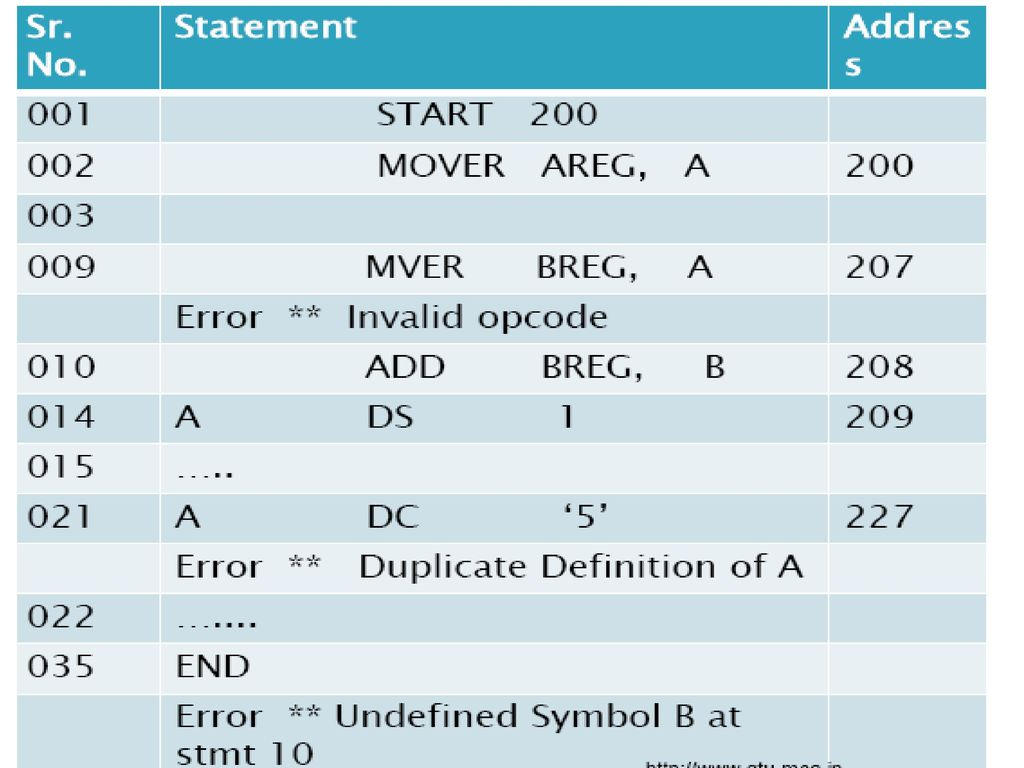 Sr. No. Statement Address
001 START 200
002 MOVER AREG, A 200
003
009 MVER BREG, A 207
Error ** Invalid opcode
010 ADD BREG, B 208
014 A DS 1 209
015 .....
021 A DC ‘5’ 227
Error ** Duplicate Definition of A
022 .......
035 END
Error ** Undefined Symbol B at
stmt 10